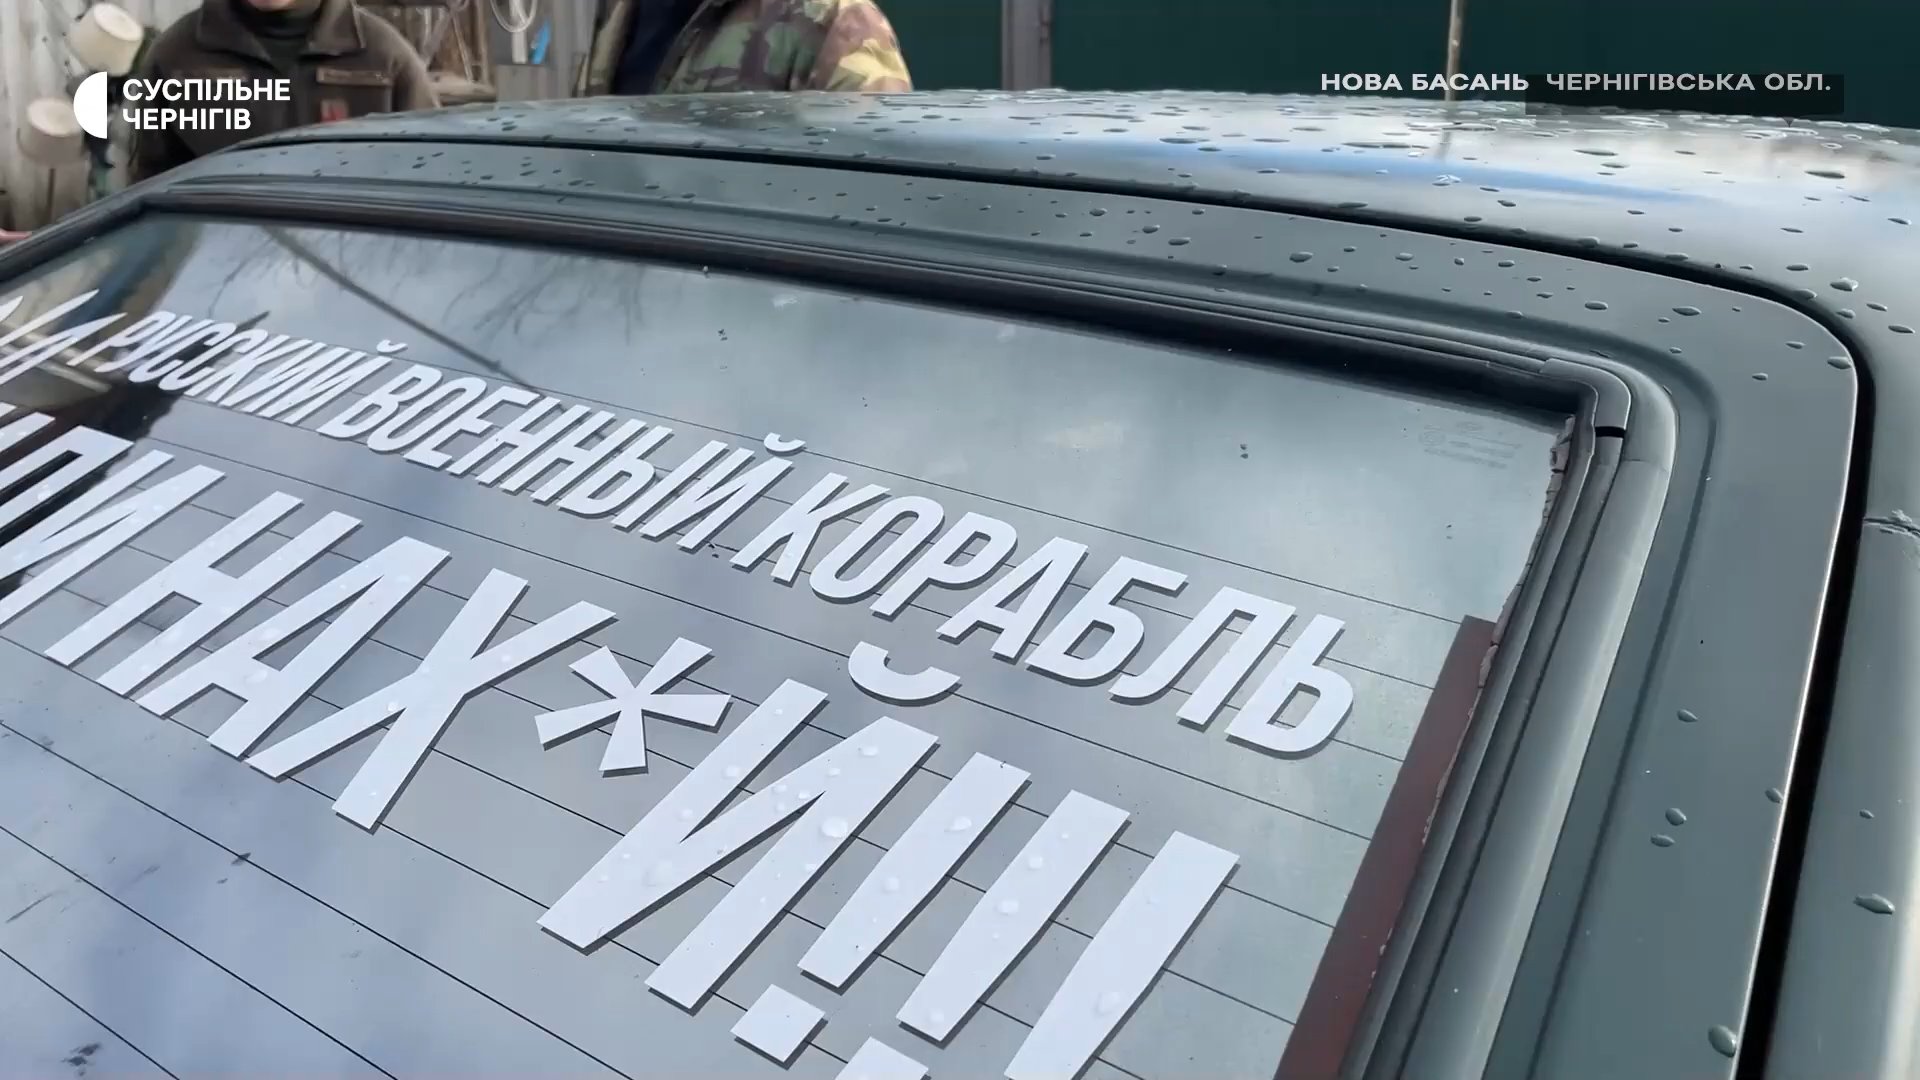 СУСПІЛЬНЕ
ЧЕРНІГІВ
НОВА БАСАНЬ ЧЕРНІГІВСЬКА ОБЛ.
РУССКИЙ ВОЕННЫЙ КОРАБЛЬ
НАХ*Й!!!